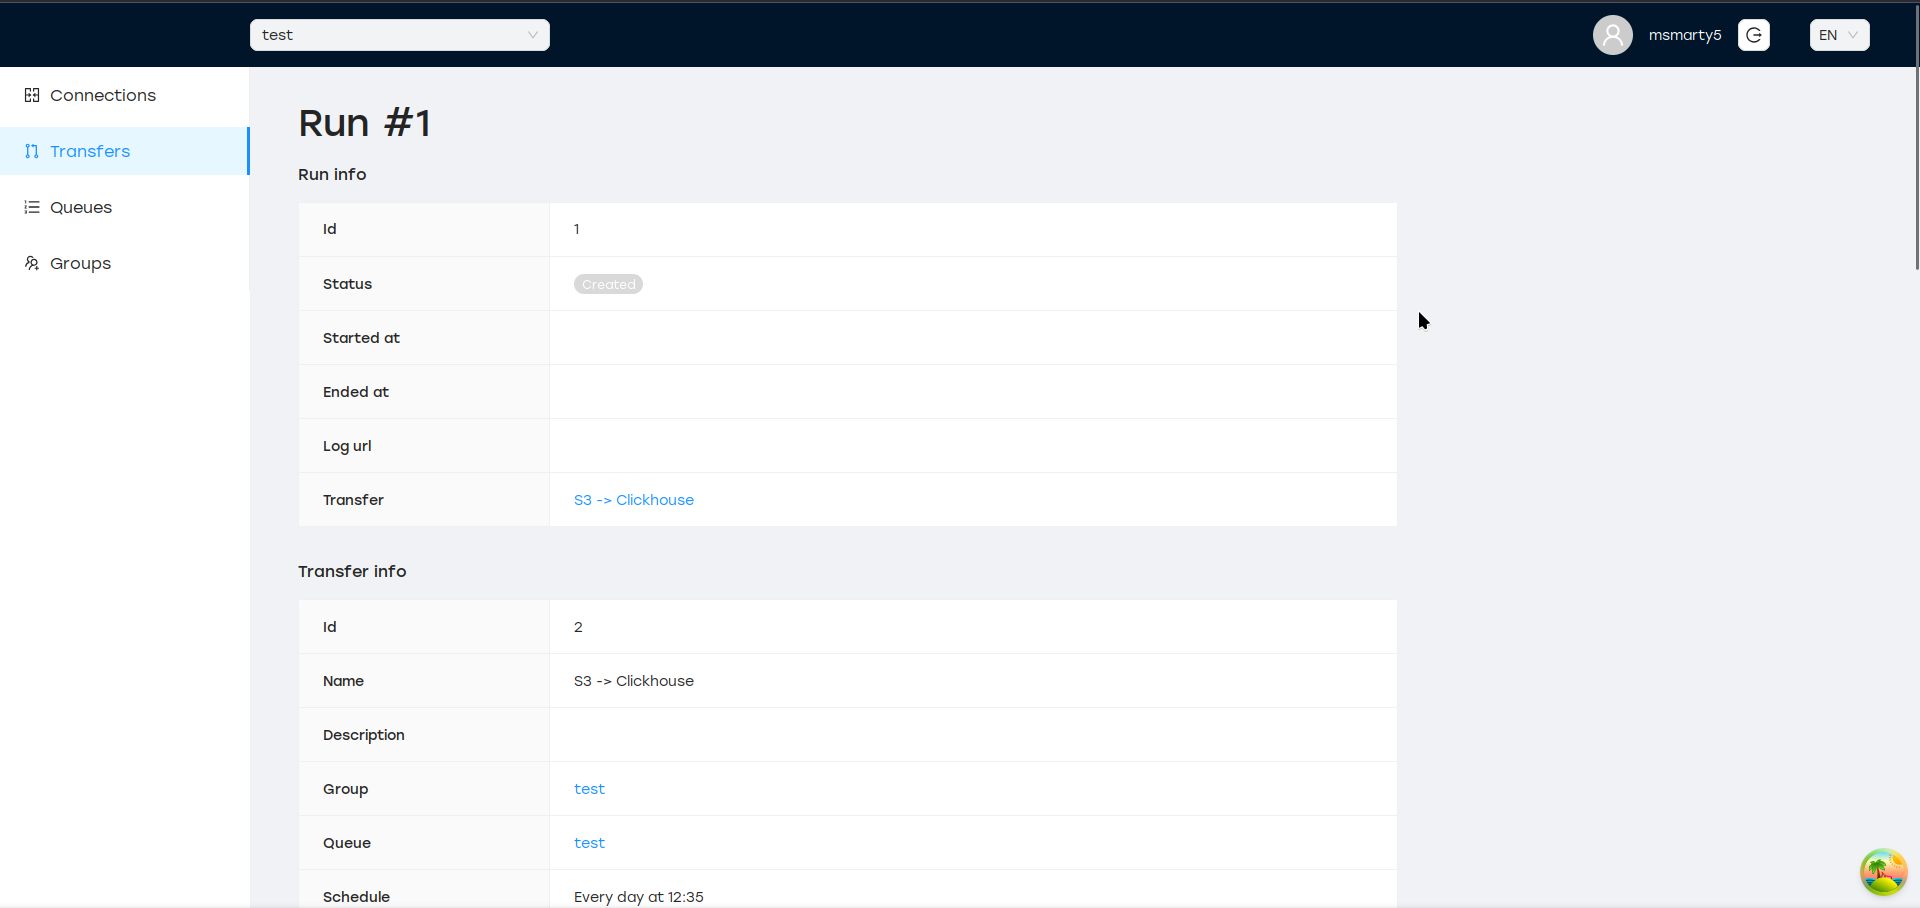 test
msmarty5
EN
Connections
Transfers
Queues
Groups
Run #1
Run info
Id 1
Status Created
Started at
Ended at
Log url
Transfer S3 -> Clickhouse
Transfer info
Id 2
Name S3 -> Clickhouse
Description
Group test
Queue test
Schedule Every day at 12:35